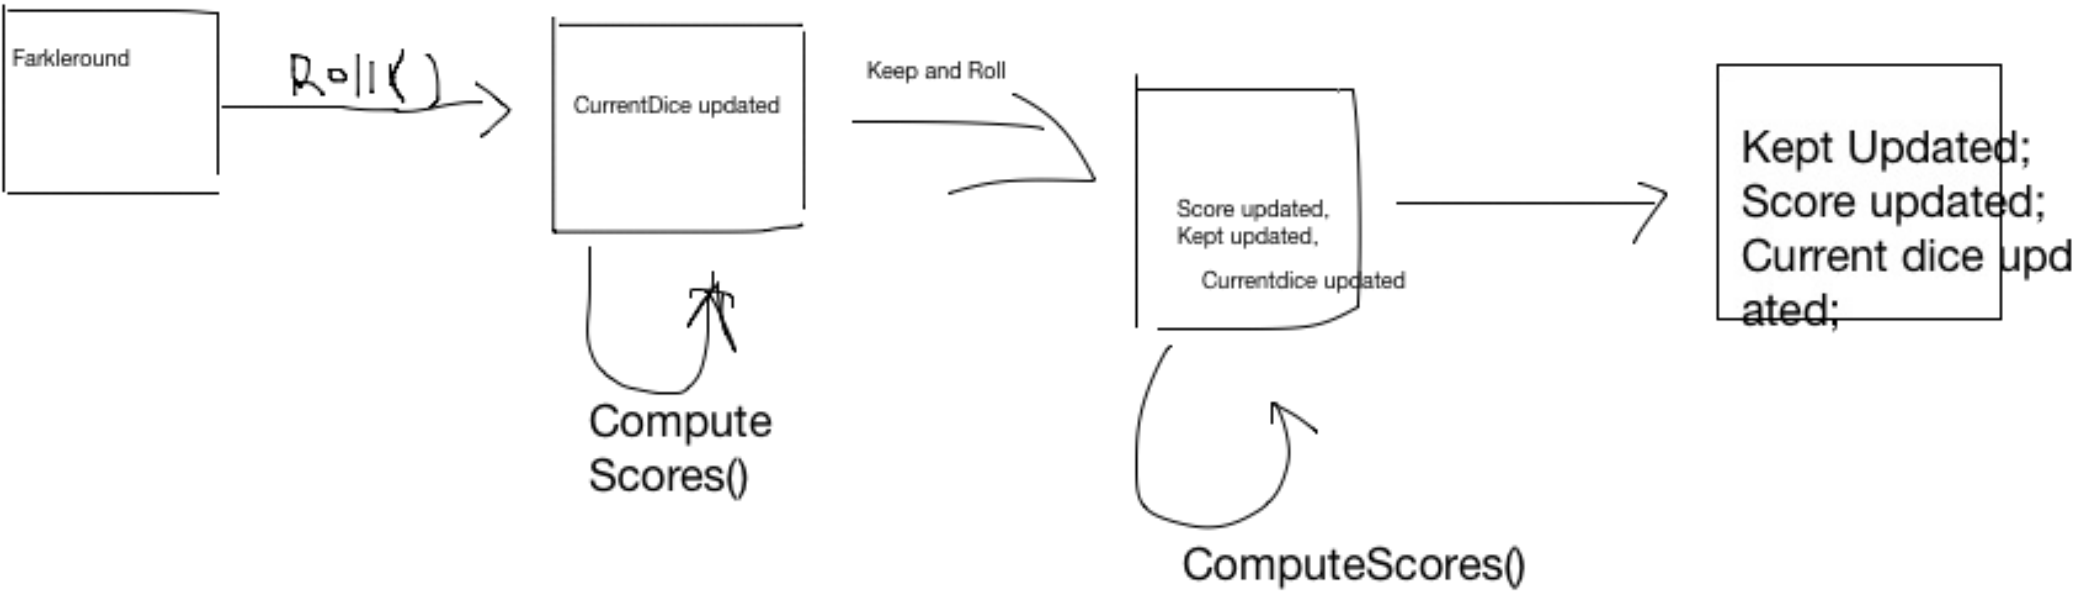 Farkleround
Roll()
CurrentDice updated
Compute
Scores()
Keep and Roll
Score updated,
Kept updated,
Currentdice updated
ComputeScores()
Kept Updated;
Score updated;
Current dice upd
ated;